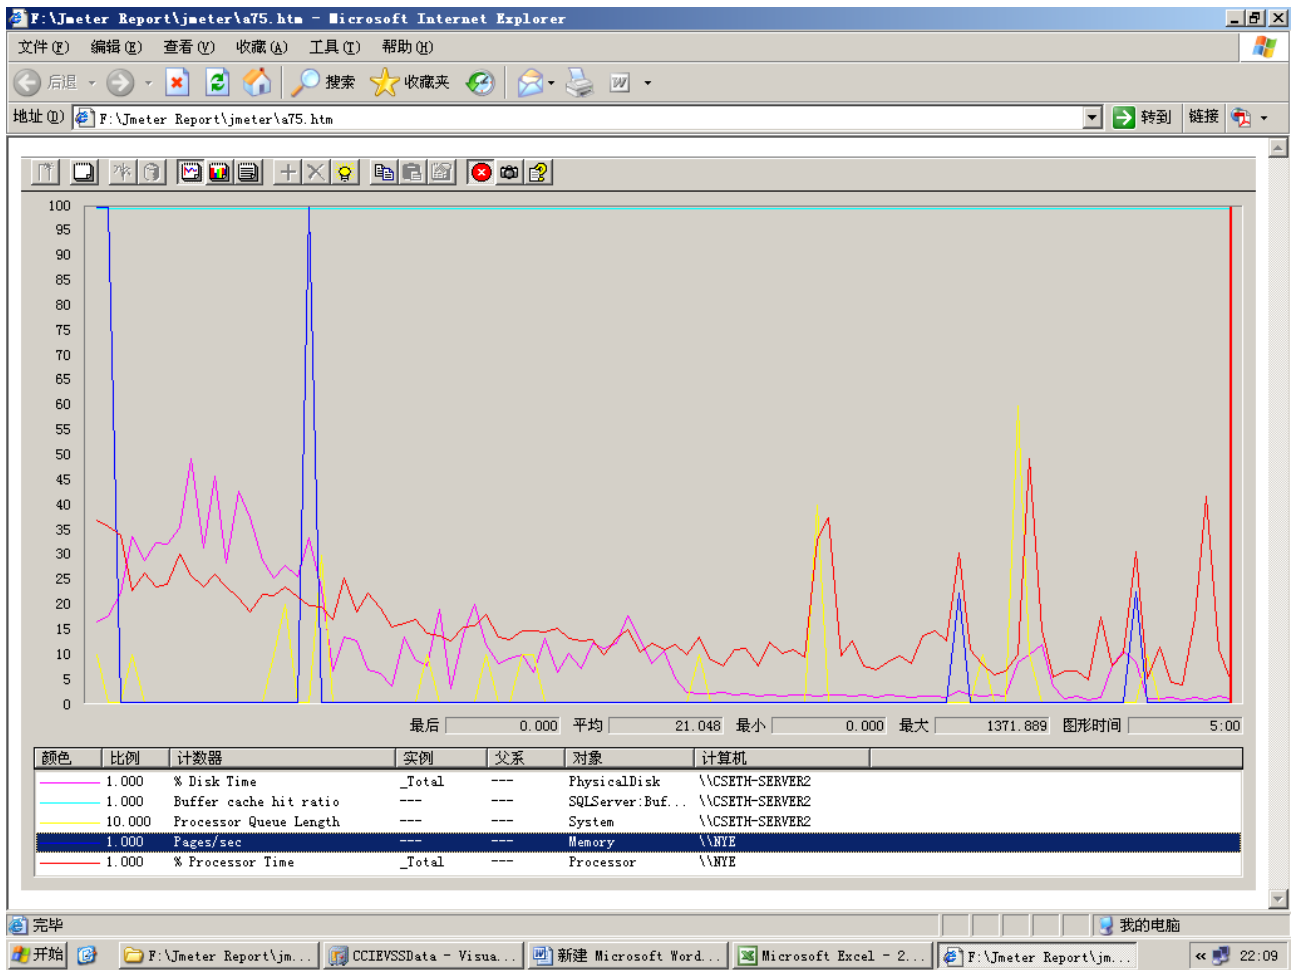 F:\Jmeter Report\jmeter\a75.htm - Microsoft Internet Explorer
文件(F) 编辑(E) 查看(V) 收藏(A) 工具(T) 帮助(H)
后退 搜索 收藏夹
地址(D) F:\Jmeter Report\jmeter\a75.htm 转到 链接
100
95
90
85
80
75
70
65
60
55
50
45
40
35
30
25
20
15
10
5
0
最后 0.000 平均 21.048 最小 0.000 最大 1371.889 图形时间 5:00
颜色 比例 计数器 实例 父系 对象 计算机
1.000 % Disk Time _Total --- PhysicalDisk \\CSETH-SERVER2
1.000 Buffer cache hit ratio --- --- SQLServer:Buf... \\CSETH-SERVER2
10.000 Processor Queue Length --- --- System \\CSETH-SERVER2
1.000 Pages/sec --- --- Memory \\NYE
1.000 % Processor Time _Total --- Processor \\NYE
完毕 我的电脑
开始 F:\Jmeter Report\jm... CCIEVSSData - Visua... 新建 Microsoft Word... Microsoft Excel - 2... F:\Jmeter Report\jm... « 22:09